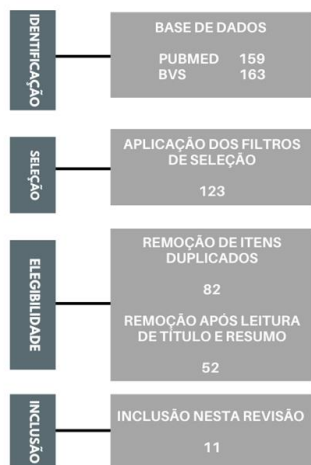 IDENTIFICAÇÃO
BASE DE DADOS
PUBMED 159
BVS 163
SELEÇÃO
APLICAÇÃO DOS FILTROS
DE SELEÇÃO
123
ELEGIBILIDADE
REMOÇÃO DE ITENS
DUPLICADOS
82
REMOÇÃO APÓS LEITURA
DE TÍTULO E RESUMO
52
INCLUSÃO
INCLUSÃO NESTA REVISÃO
11